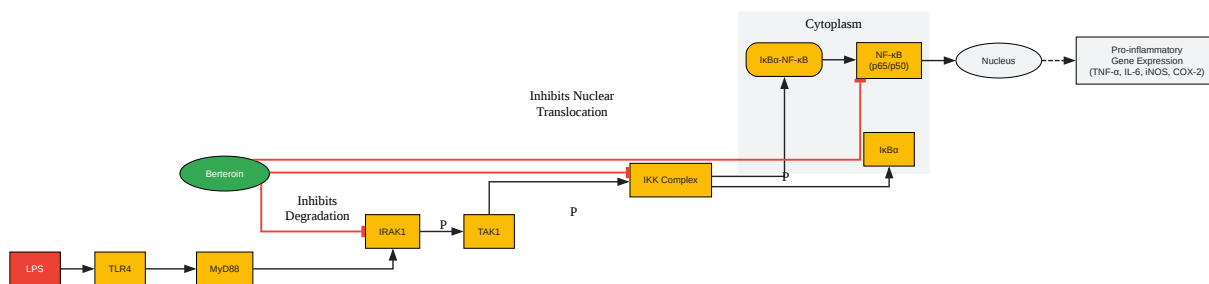 Cytoplasm
IκBα-NF-κB
NF-κB
(p65/p50)
Nucleus
Pro-inflammatory
Gene Expression
(TNF-α, IL-6, iNOS, COX-2)
Inhibits Nuclear
Translocation
IκBα
Berteroin
IKK Complex
P
Inhibits
Degradation
P
IRAK1
P
TAK1
LPS
TLR4
MyD88